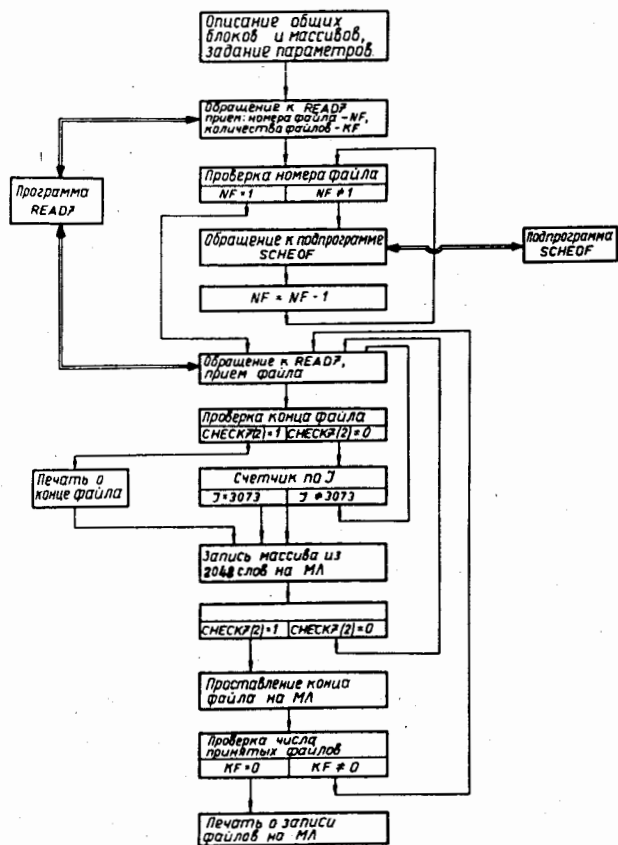 Описание общих
блоков и массивов,
задание параметров.
Обращение к READ7
прием: номера файла - NF,
количества файлов - KF
Проверка номера файла
NF = 1 NF ≠ 1
Программа
READ7
Обращение к подпрограмме
SCHEOF
Подпрограмма
SCHEOF
NF = NF - 1
Обращение к READ7,
прием файла
Проверка конца файла
CHECK7(2)=1 CHECK7(2)=0
Печать о
конце файла
Счетчик по J
J=3073 J ≠ 3073
Запись массива из
2048 слов на МЛ
CHECK7(2)=1 CHECK7(2)=0
Проставление конца
файла на МЛ
Проверка числа
принятых файлов
KF = 0 KF ≠ 0
Печать о записи
файлов на МЛ